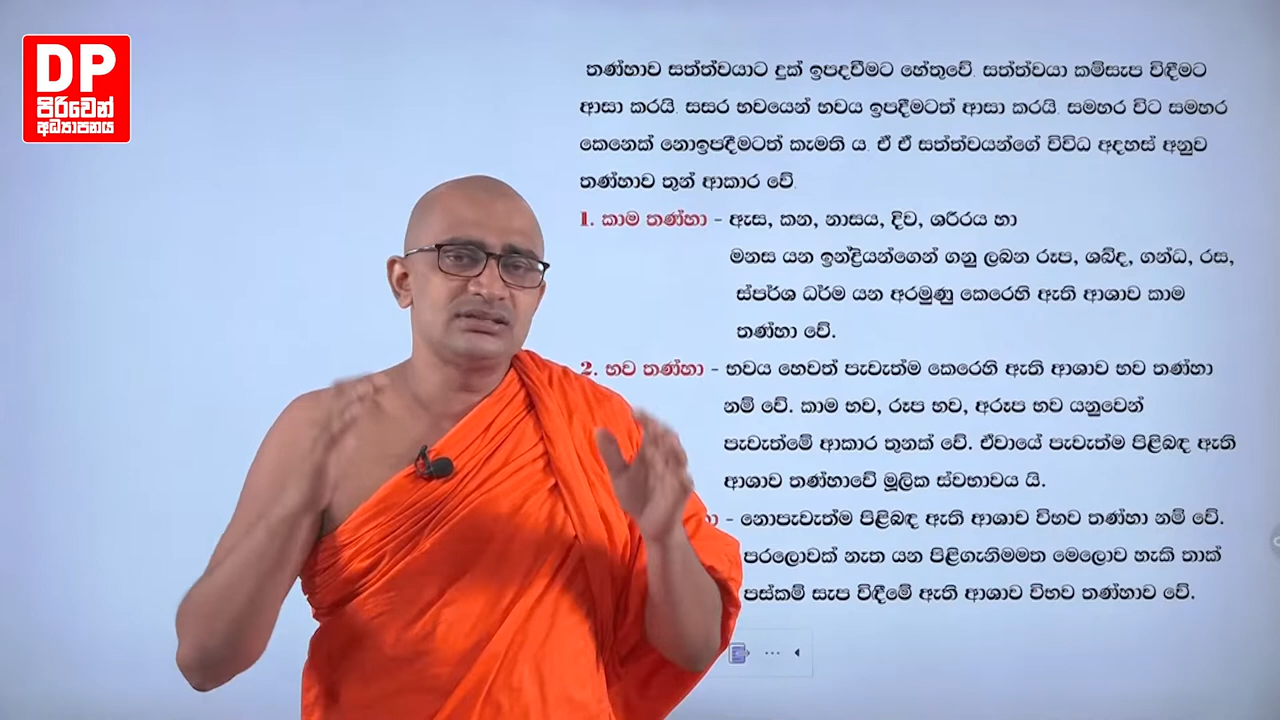 DP
පිරිවෙන්
අධ්‍යාපනය
තණ්හාව සත්ත්වයාට දුක් ඉපදවීමට හේතුවේ. සත්ත්වයා කම්සැප විඳීමට
ආසා කරයි. සසර භවයෙන් භවය ඉපදීමටත් ආසා කරයි. සමහර විට සමහර
කෙනෙක් නොඉපදීමටත් කැමති ය. ඒ ඒ සත්ත්වයන්ගේ විවිධ අදහස් අනුව
තණ්හාව තුන් ආකාර වේ.
1. කාම තණ්හා - ඇස, කන, නාසය, දිව, ශරීරය හා
මනස යන ඉන්ද්‍රියන්ගෙන් ගනු ලබන රූප, ශබ්ද, ගන්ධ, රස,
ස්පර්ශ ධර්ම යන අරමුණු කෙරෙහි ඇති ආශාව කාම
තණ්හා වේ.
2. භව තණ්හා - භවය හෙවත් පැවැත්ම කෙරෙහි ඇති ආශාව භව තණ්හා
නම් වේ. කාම භව, රූප භව, අරූප භව යනුවෙන්
පැවැත්මේ ආකාර තුනක් වේ. ඒවායේ පැවැත්ම පිළිබඳ ඇති
ආශාව තණ්හාවේ මූලික ස්වභාවය යි.
- නොපැවැත්ම පිළිබඳ ඇති ආශාව විභව තණ්හා නම් වේ.
පරලොවක් නැත යන පිළිගැනිමමත මෙලොව හැකි තාක්
පස්කම් සැප විඳීමේ ඇති ආශාව විභව තණ්හාව වේ.